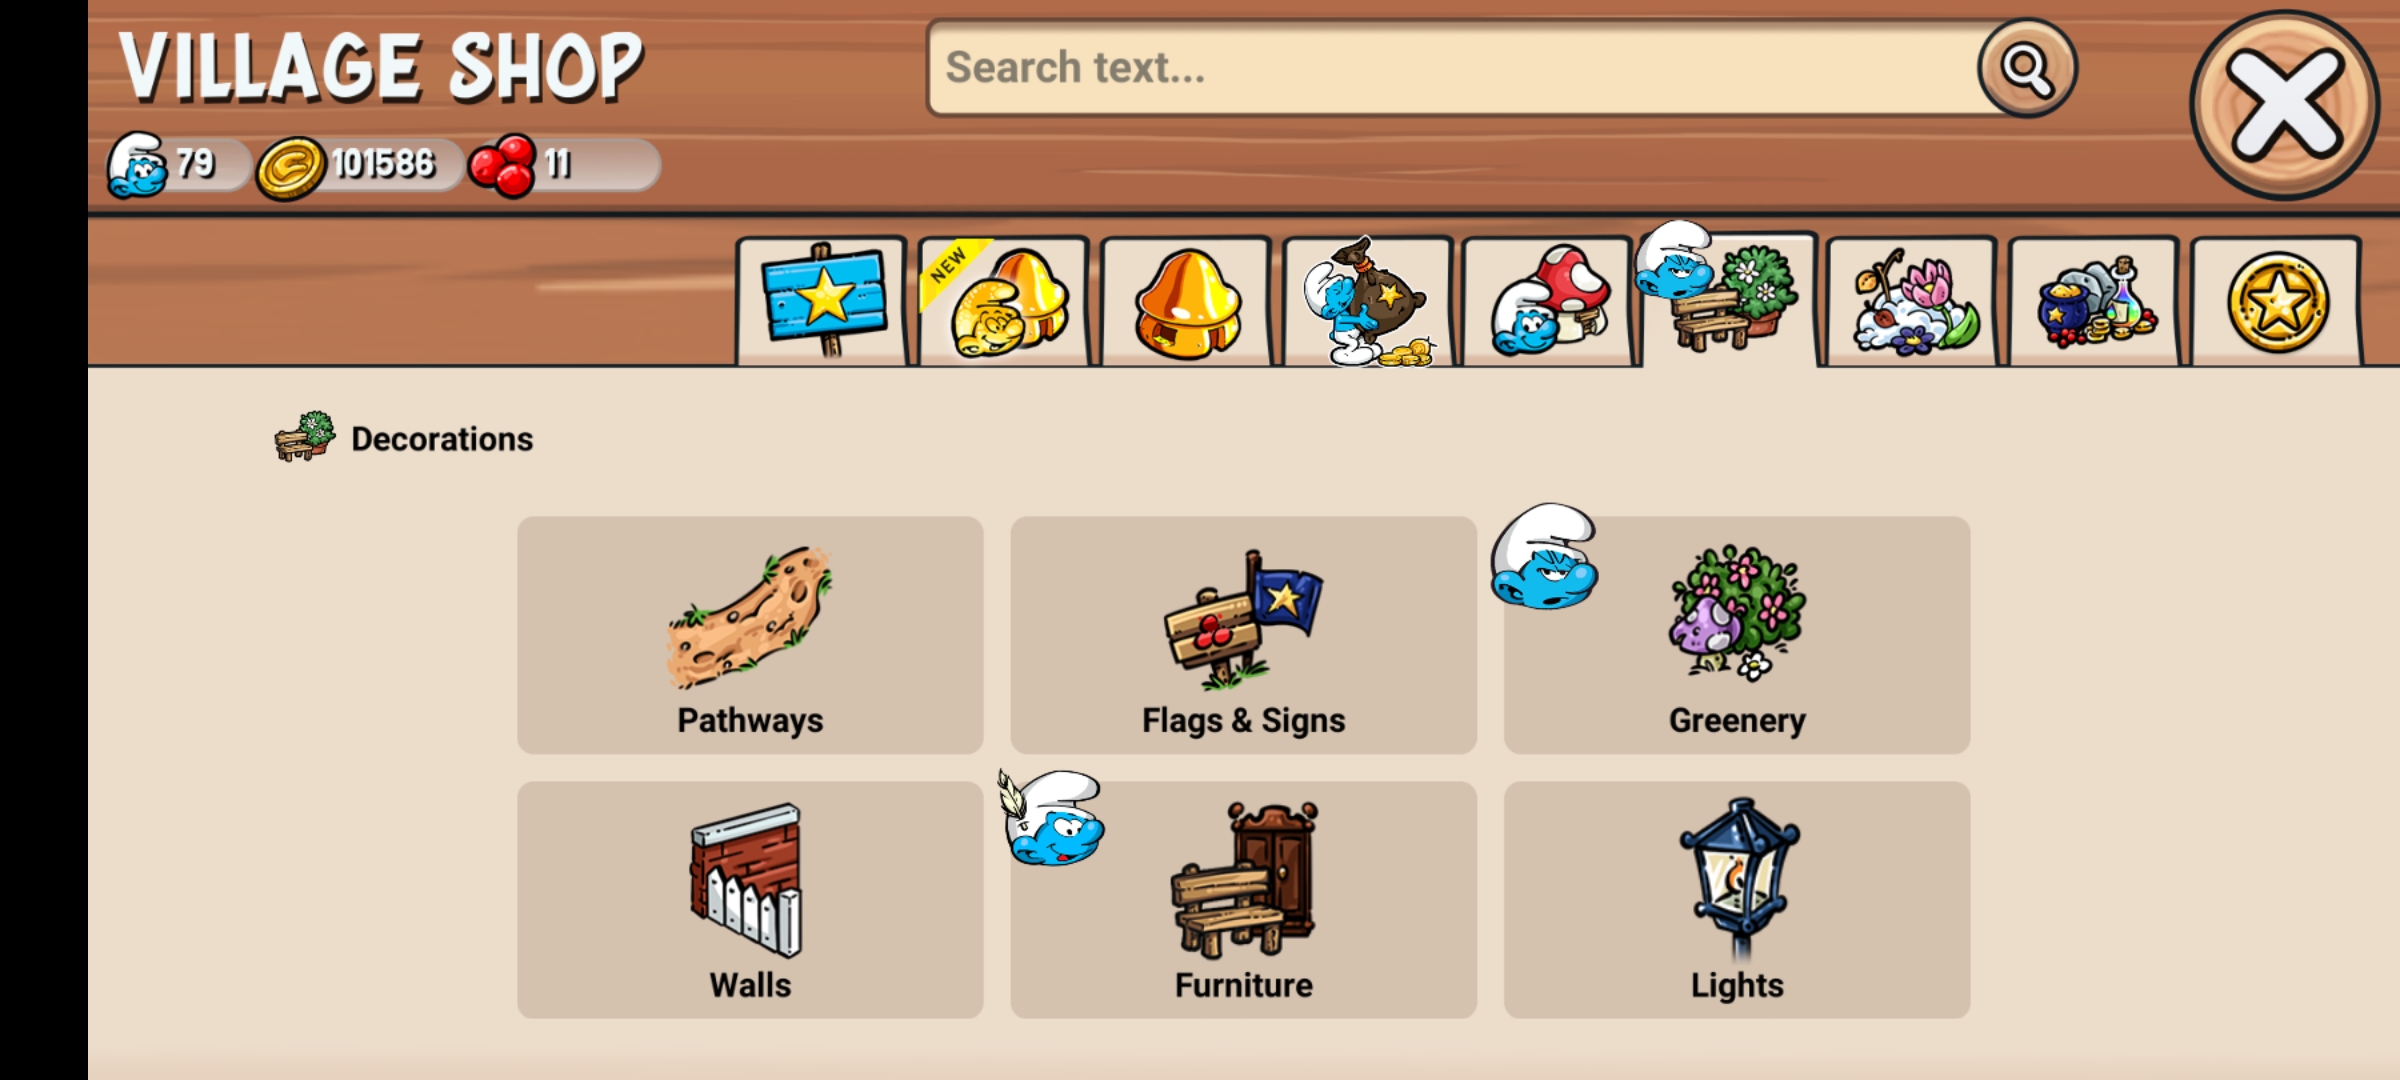 VILLAGE SHOP
Search text...
79
101586
11
NEW
Decorations
Pathways
Flags & Signs
Greenery
Walls
Furniture
Lights